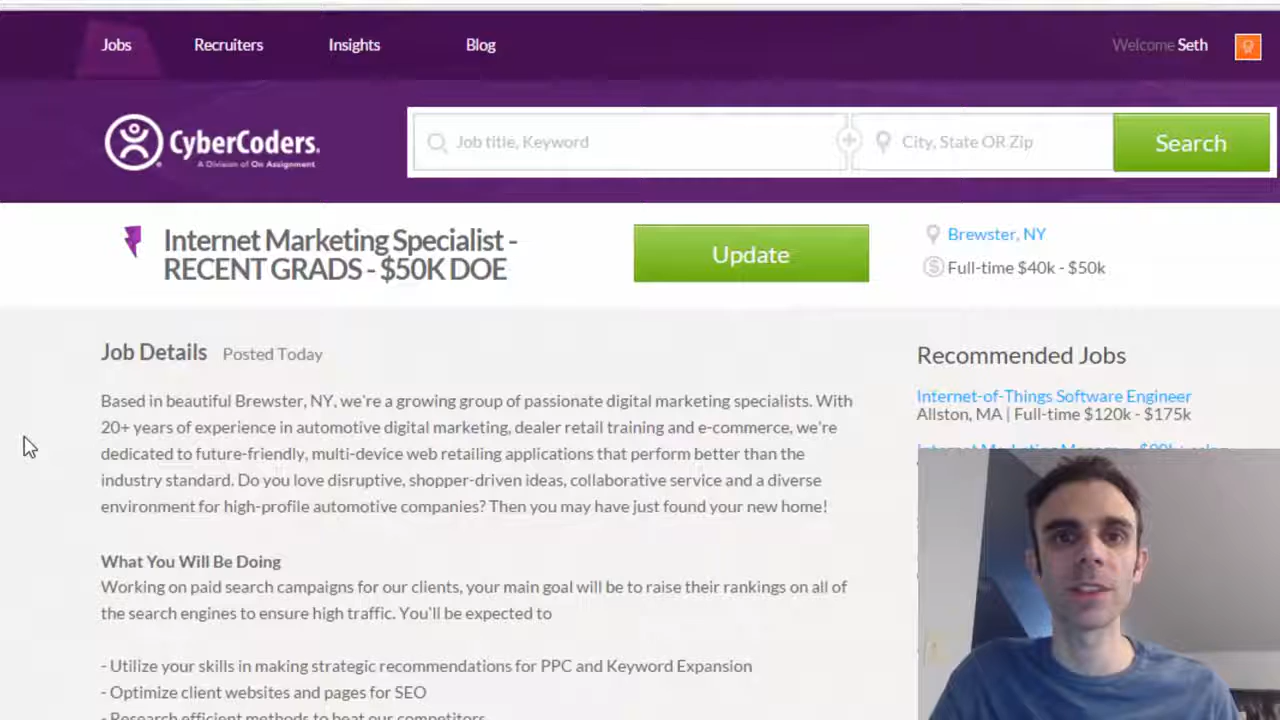 Jobs
Recruiters
Insights
Blog
Welcome Seth
CyberCoders.
A Division of On Assignment
Job title, Keyword
City, State OR Zip
Search
Internet Marketing Specialist -
RECENT GRADS - $50K DOE
Update
Brewster, NY
Full-time $40k - $50k
Job Details Posted Today
Based in beautiful Brewster, NY, we're a growing group of passionate digital marketing specialists. With
20+ years of experience in automotive digital marketing, dealer retail training and e-commerce, we're
dedicated to future-friendly, multi-device web retailing applications that perform better than the
industry standard. Do you love disruptive, shopper-driven ideas, collaborative service and a diverse
environment for high-profile automotive companies? Then you may have just found your new home!
What You Will Be Doing
Working on paid search campaigns for our clients, your main goal will be to raise their rankings on all of
the search engines to ensure high traffic. You'll be expected to
- Utilize your skills in making strategic recommendations for PPC and Keyword Expansion
- Optimize client websites and pages for SEO
- Research efficient methods to beat our competitors
Recommended Jobs
Internet-of-Things Software Engineer
Allston, MA | Full-time $120k - $175k